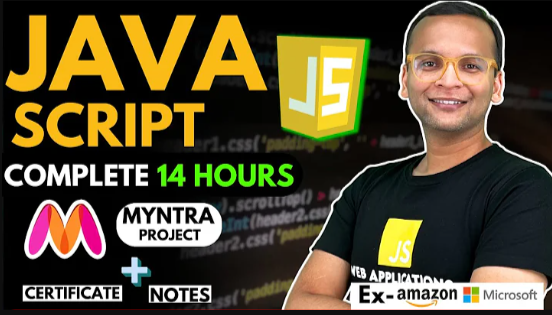 JAVA
SCRIPT
JS
COMPLETE 14 HOURS
MYNTRA
PROJECT
CERTIFICATE + NOTES
JS
WEB APPLICATIONS
Ex-amazon Microsoft